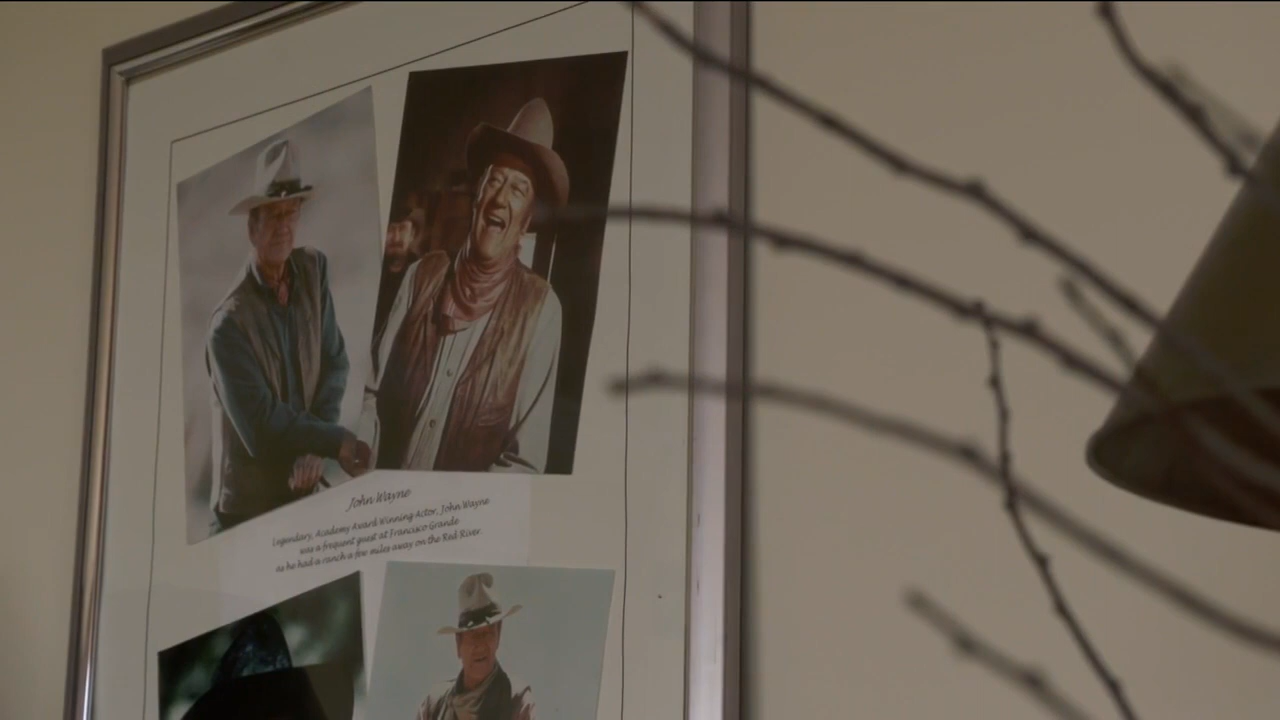 John Wayne
Legendary, Academy Award Winning Actor, John Wayne
was a frequent guest at Francisco Grande
as he had a ranch a few miles away on the Red River.